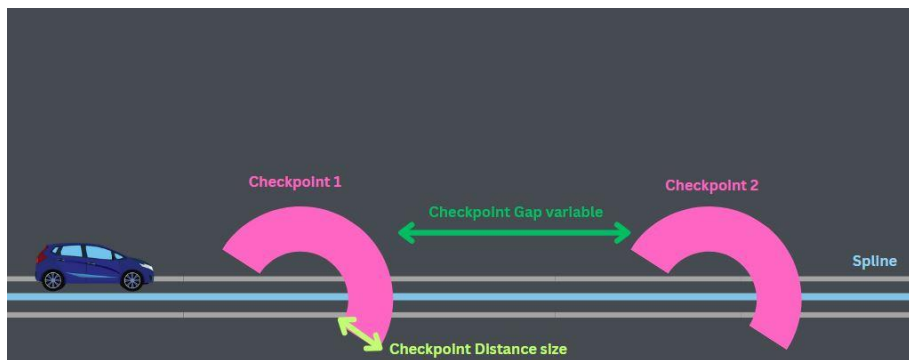 Checkpoint 1
Checkpoint 2
Checkpoint Gap variable
Spline
Checkpoint Distance size